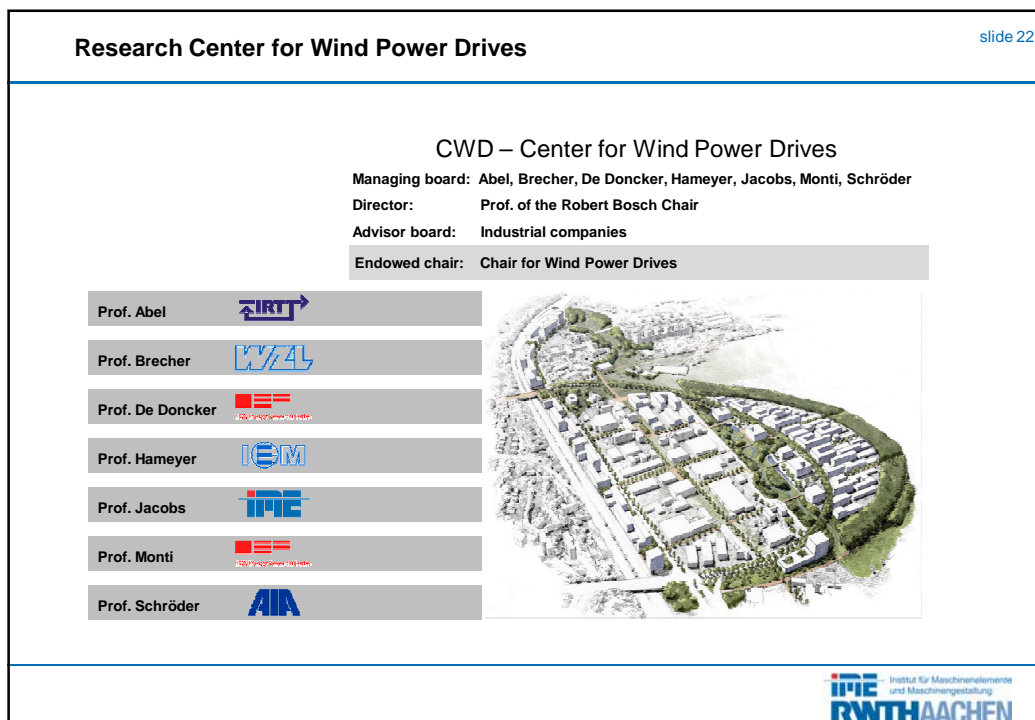 Research Center for Wind Power Drives
slide 22
CWD – Center for Wind Power Drives
Managing board: Abel, Brecher, De Doncker, Hameyer, Jacobs, Monti, Schröder
Director: Prof. of the Robert Bosch Chair
Advisor board: Industrial companies
Endowed chair: Chair for Wind Power Drives
Prof. Abel IRT
Prof. Brecher WZL
Prof. De Doncker
Prof. Hameyer IEM
Prof. Jacobs iME
Prof. Monti
Prof. Schröder AIA
iME Institut für Maschinenelemente
und Maschinengestaltung
RWTHAACHEN